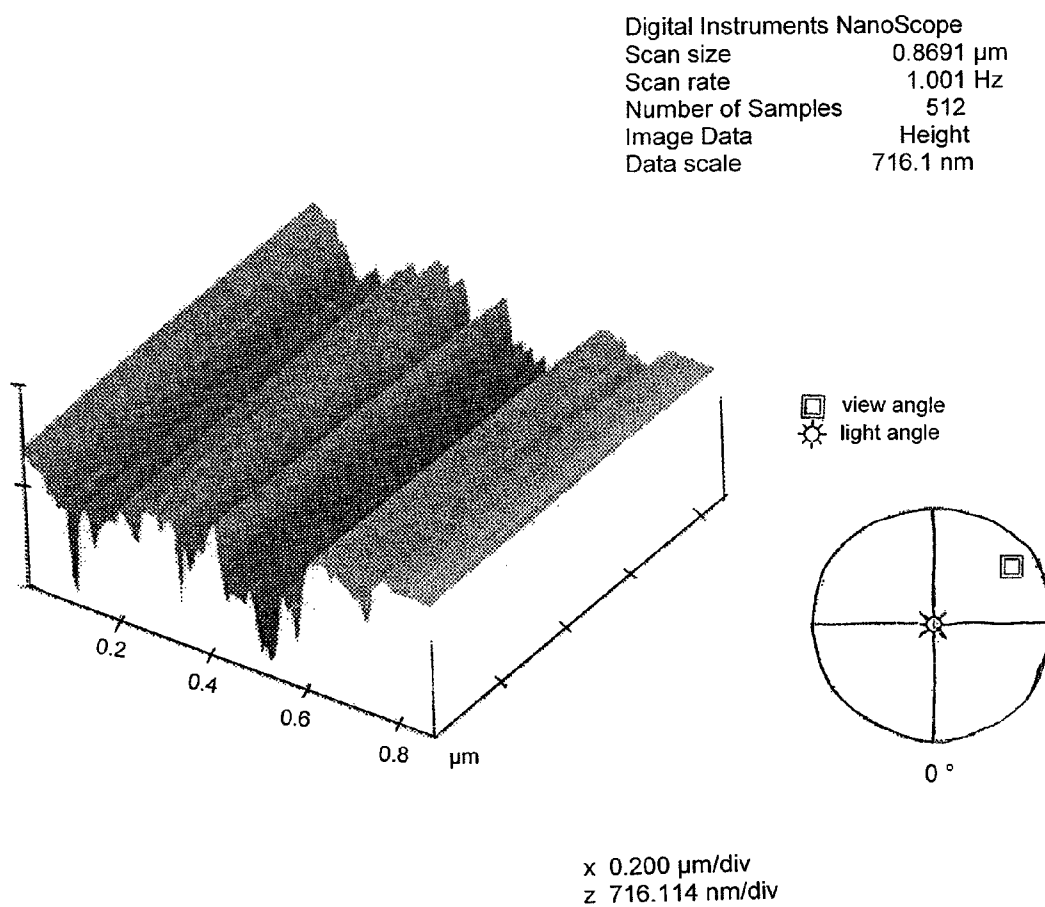 Digital Instruments NanoScope
Scan size 0.8691 µm
Scan rate 1.001 Hz
Number of Samples 512
Image Data Height
Data scale 716.1 nm
view angle
light angle
0.2
0.4
0.6
0.8
µm
0 °
x 0.200 µm/div
z 716.114 nm/div